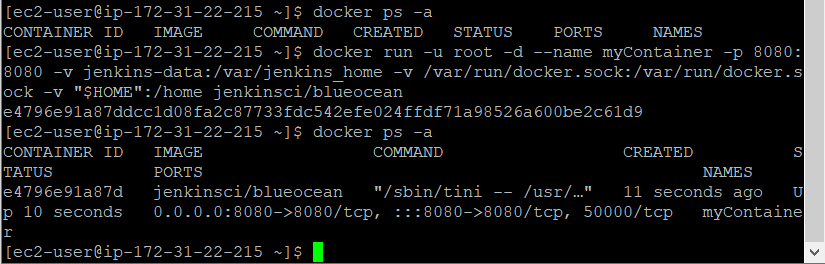 [ec2-user@ip-172-31-22-215 ~]$ docker ps -a
CONTAINER ID   IMAGE     COMMAND   CREATED   STATUS    PORTS     NAMES
[ec2-user@ip-172-31-22-215 ~]$ docker run -u root -d --name myContainer -p 8080:
8080 -v jenkins-data:/var/jenkins_home -v /var/run/docker.sock:/var/run/docker.s
ock -v "$HOME":/home jenkinsci/blueocean
e4796e91a87ddcc1d08fa2c87733fdc542efe024ffdf71a98526a600be2c61d9
[ec2-user@ip-172-31-22-215 ~]$ docker ps -a
CONTAINER ID   IMAGE                 COMMAND                  CREATED          S
TATUS          PORTS                                                  NAMES
e4796e91a87d   jenkinsci/blueocean   "/sbin/tini -- /usr/…"   11 seconds ago   U
p 10 seconds   0.0.0.0:8080->8080/tcp, :::8080->8080/tcp, 50000/tcp   myContaine
r
[ec2-user@ip-172-31-22-215 ~]$